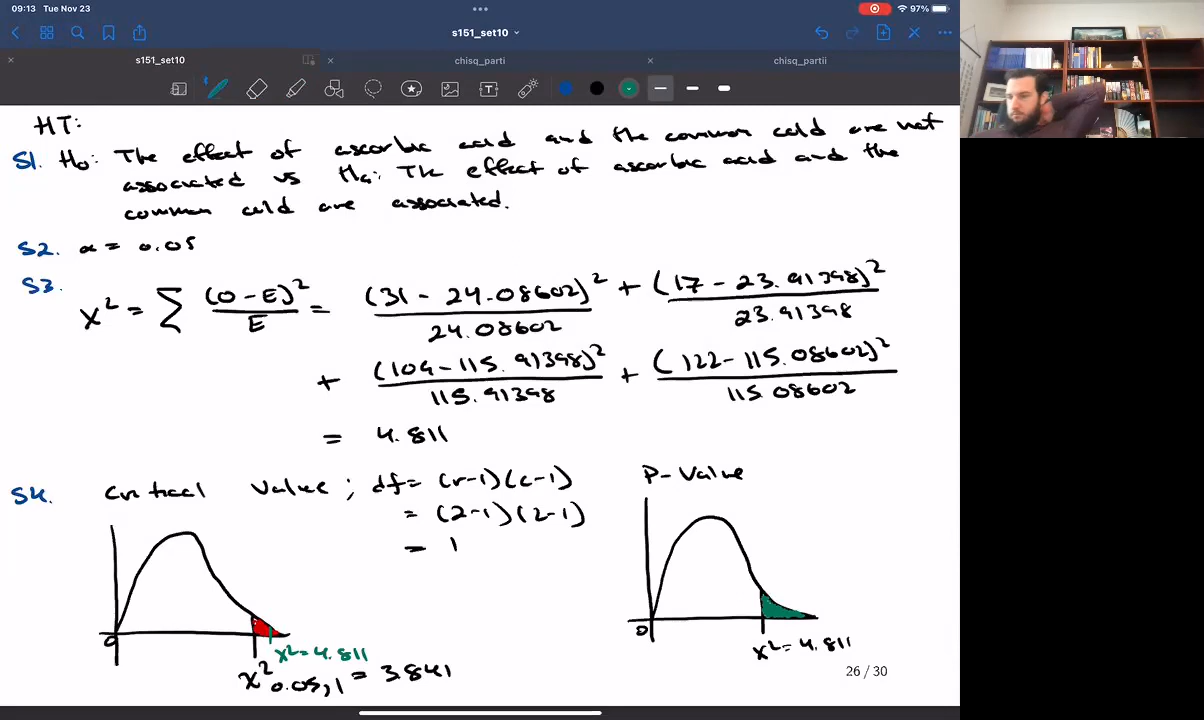 09:13 Tue Nov 23
97%
s151_set10
s151_set10
chisq_parti
chisq_partii
HT:
S1. H₀: The effect of ascorbic acid and the common cold are not
associated vs Hₐ: The effect of ascorbic acid and the
common cold are associated.
S2. α = 0.05
S3. X² = Σ (O-E)²/E = (31 - 24.08602)²/24.08602 + (17 - 23.91398)²/23.91398
+ (109 - 115.91398)²/115.91398 + (122 - 115.08602)²/115.08602
= 4.811
S4. Critical Value; df = (r-1)(c-1)
= (2-1)(2-1)
= 1
P-Value
0
X² = 4.811
X²0.05,1 = 3.841
0
X² = 4.811
26 / 30